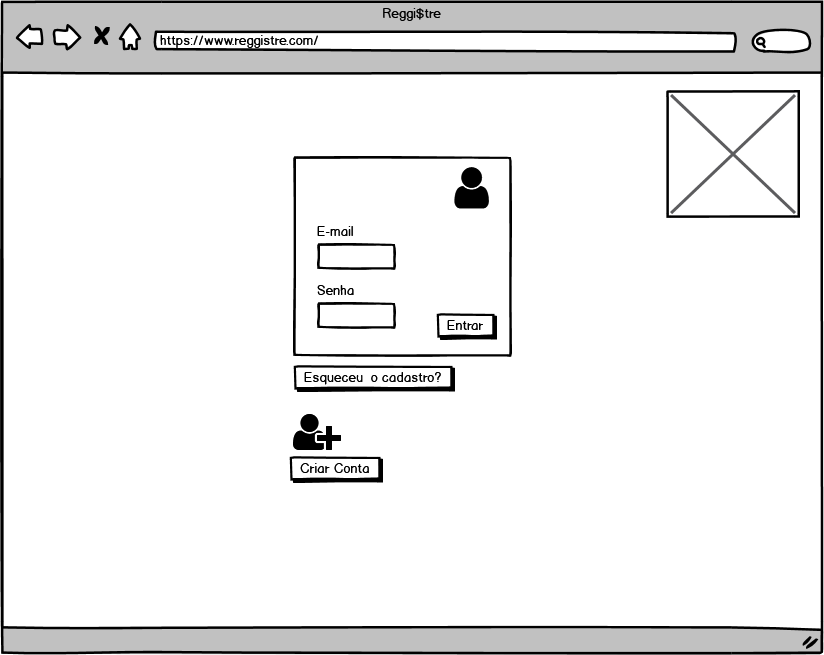 Reggi$tre
https://www.reggistre.com/
E-mail
Senha
Entrar
Esqueceu o cadastro?
Criar Conta